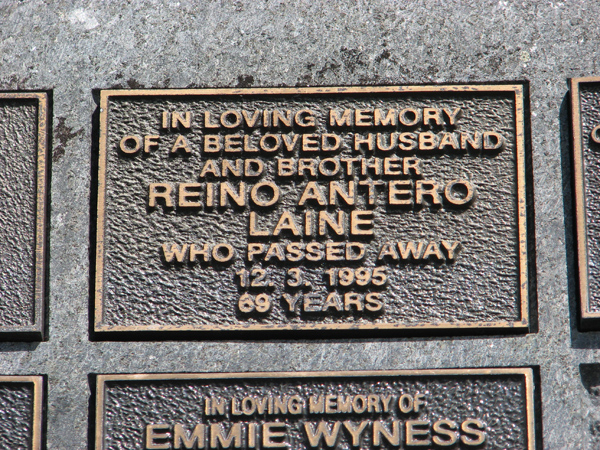 IN LOVING MEMORY
OF A BELOVED HUSBAND
AND BROTHER
REINO ANTERO
LAINE
WHO PASSED AWAY
12. 3. 1995
69 YEARS
IN LOVING MEMORY OF
EMMIE WYNESS